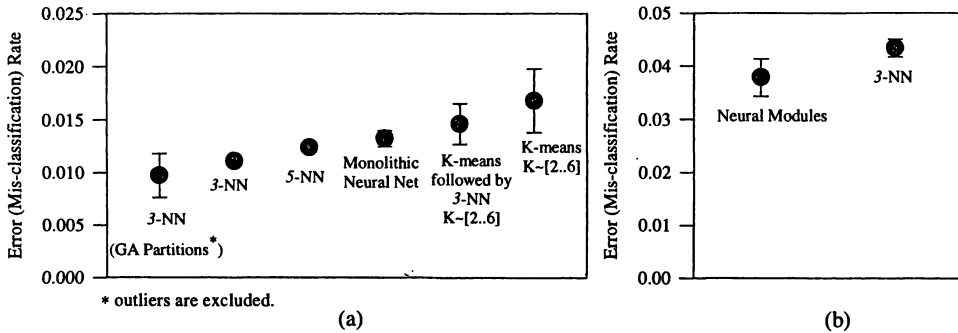 Error (Mis-classification) Rate
0.025
0.020
0.015
0.010
0.005
0.000
3-NN
(GA Partitions*)
3-NN
5-NN
Monolithic
Neural Net
K-means
followed by
3-NN
K~[2..6]
K-means
K~[2..6]
* outliers are excluded.
(a)
Error (Mis-classification) Rate
0.05
0.04
0.03
0.02
0.01
0.00
Neural Modules
3-NN
(b)